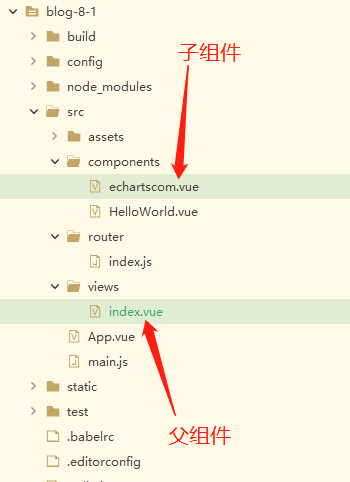 blog-8-1
子组件
build
config
node_modules
src
assets
components
echartscom.vue
HelloWorld.vue
router
index.js
views
index.vue
App.vue
main.js
static
test
父组件
.babelrc
.editorconfig